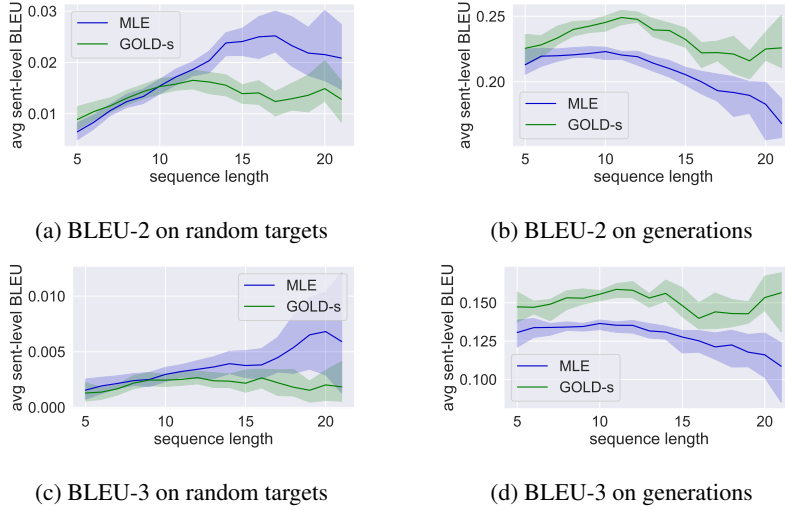 avg sent-level BLEU
0.03
0.02
0.01
MLE
GOLD-s
5
10
15
20
sequence length
(a) BLEU-2 on random targets
avg sent-level BLEU
0.25
0.20
MLE
GOLD-s
5
10
15
20
sequence length
(b) BLEU-2 on generations
avg sent-level BLEU
0.010
0.005
0.000
MLE
GOLD-s
5
10
15
20
sequence length
(c) BLEU-3 on random targets
avg sent-level BLEU
0.150
0.125
0.100
MLE
GOLD-s
5
10
15
20
sequence length
(d) BLEU-3 on generations